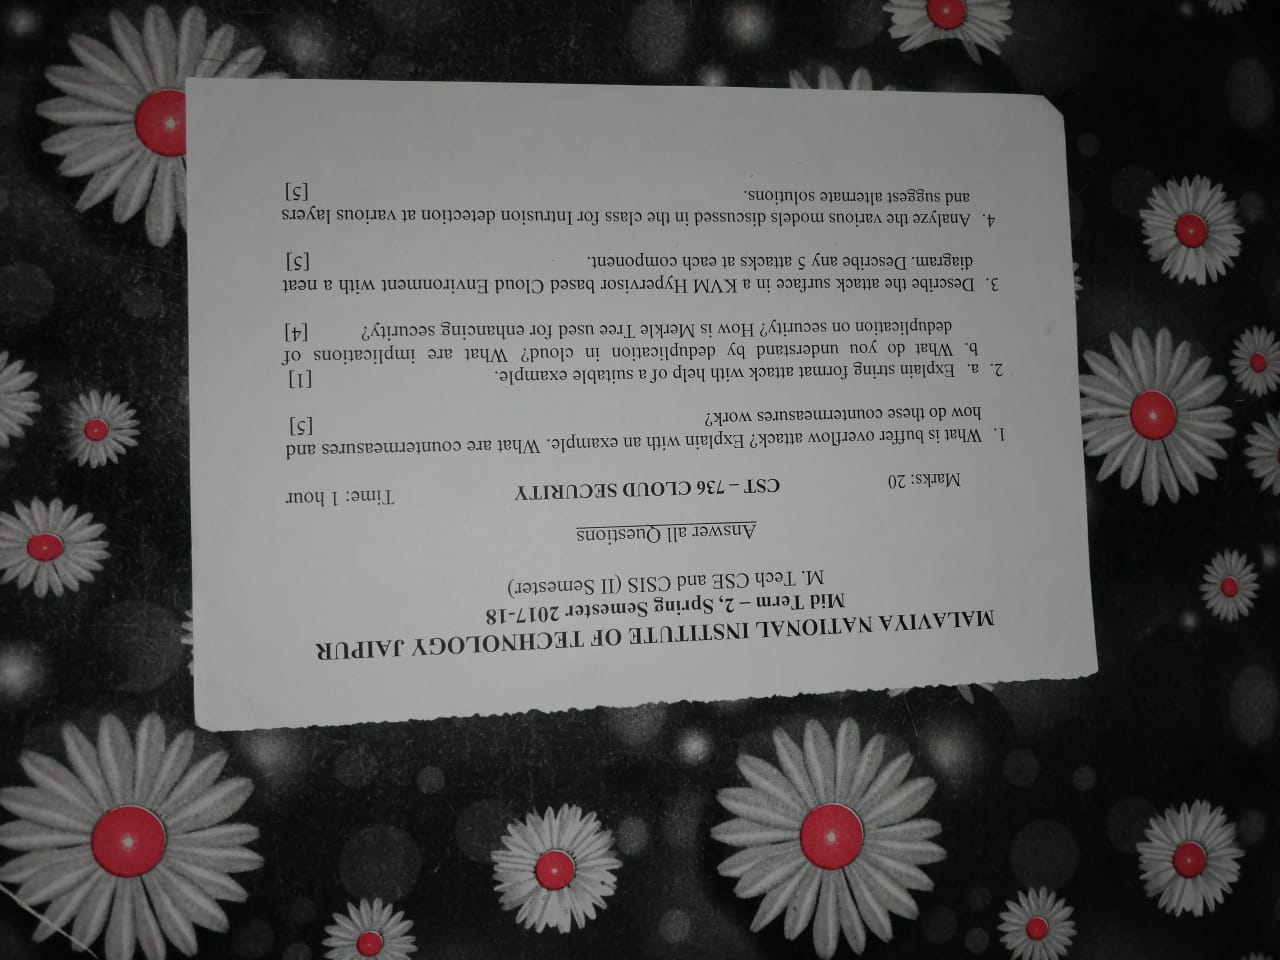 MALAVIYA NATIONAL INSTITUTE OF TECHNOLOGY JAIPUR
Mid Term – 2, Spring Semester 2017-18
M. Tech CSE and CSIS (II Semester)
Answer all Questions
Marks: 20 CST – 736 CLOUD SECURITY Time: 1 hour
1. What is buffer overflow attack? Explain with an example. What are countermeasures and
how do these countermeasures work? [5]
2. a. Explain string format attack with help of a suitable example. [1]
b. What do you understand by deduplication in cloud? What are implications of
deduplication on security? How is Merkle Tree used for enhancing security? [4]
3. Describe the attack surface in a KVM Hypervisor based Cloud Environment with a neat
diagram. Describe any 5 attacks at each component. [5]
4. Analyze the various models discussed in the class for Intrusion detection at various layers
and suggest alternate solutions. [5]